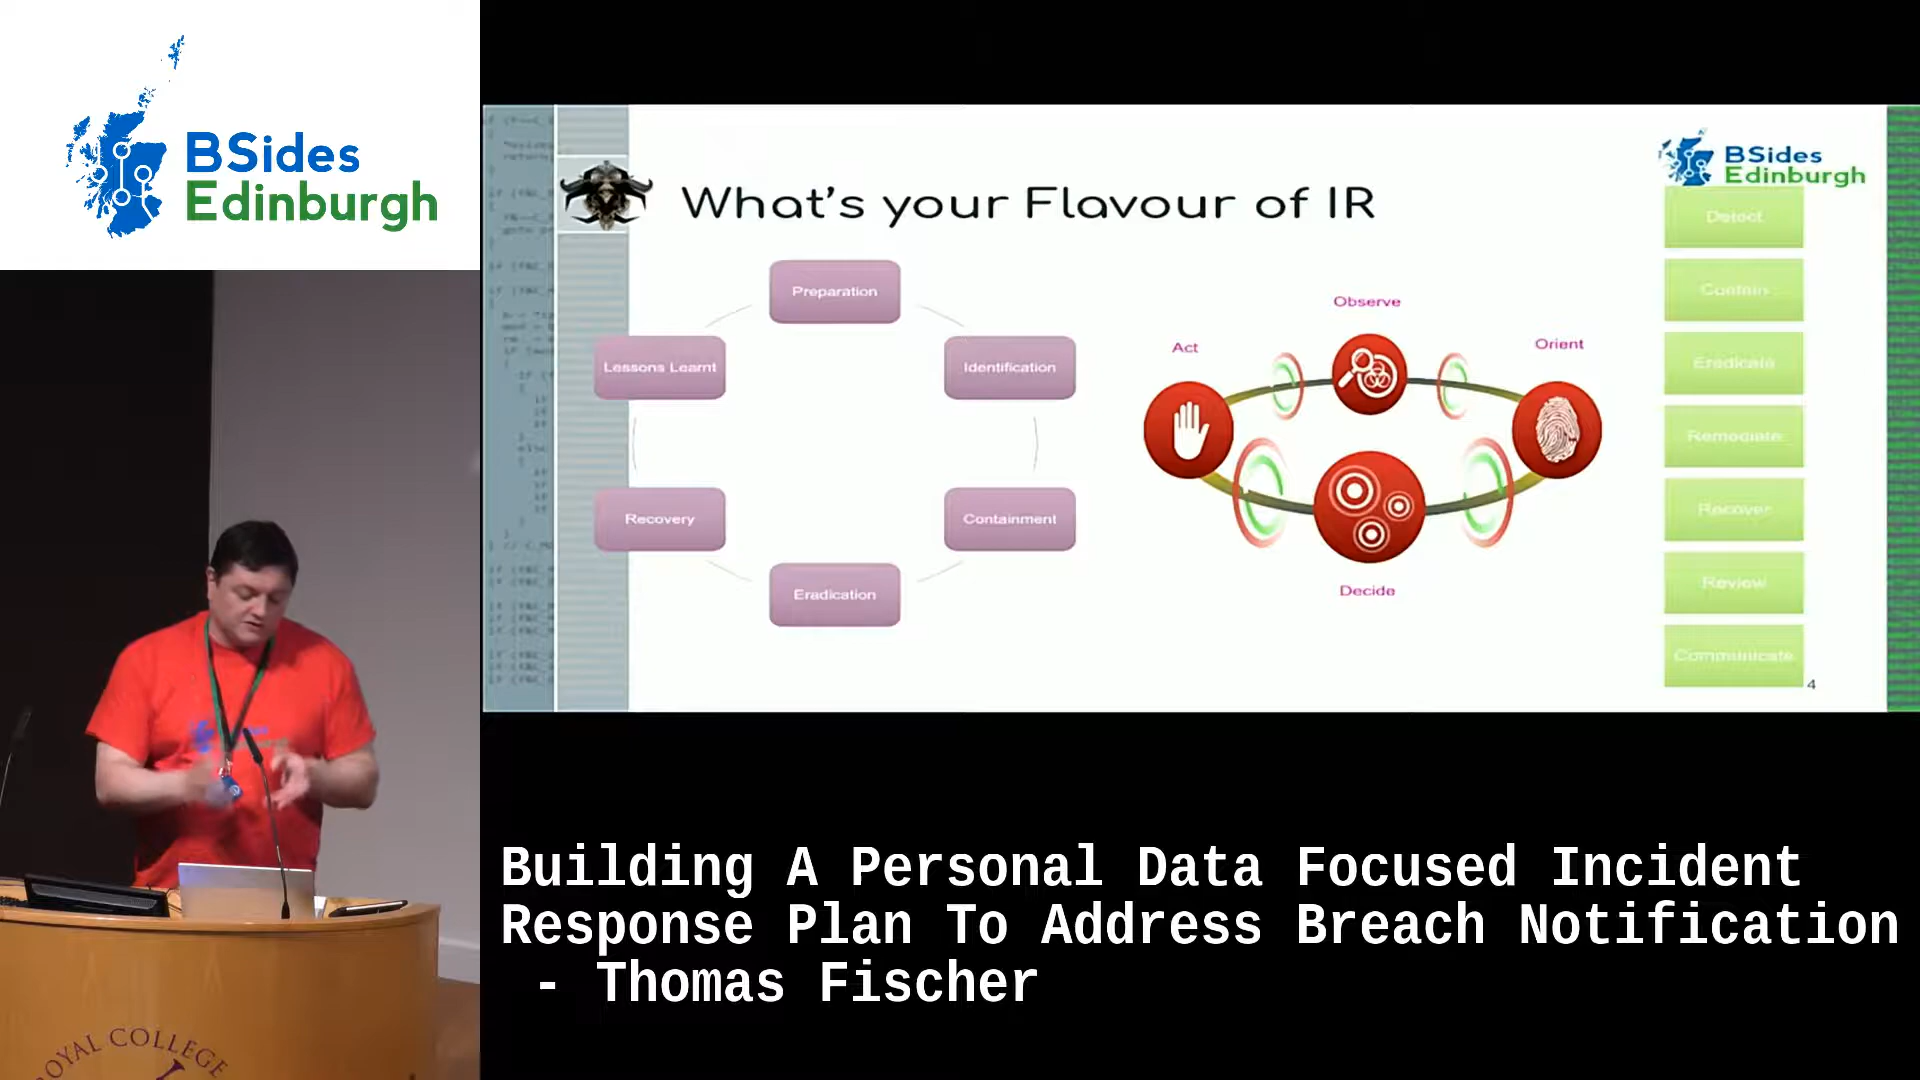 BSides
Edinburgh
What's your Flavour of IR
BSides
Edinburgh
Preparation
Lessons Learnt
Identification
Recovery
Containment
Eradication
Observe
Act
Orient
Decide
Detect
Contain
Eradicate
Remediate
Recover
Review
Communicate
4
Building A Personal Data Focused Incident
Response Plan To Address Breach Notification
- Thomas Fischer
ROYAL COLLEGE